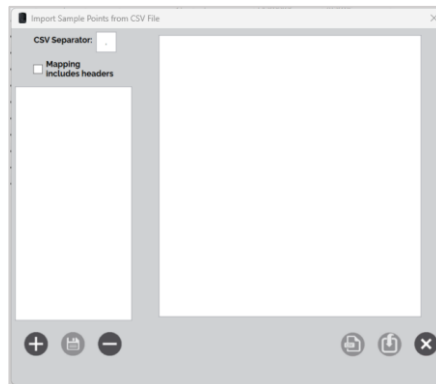 Import Sample Points from CSV File
CSV Separator:
Mapping
includes headers